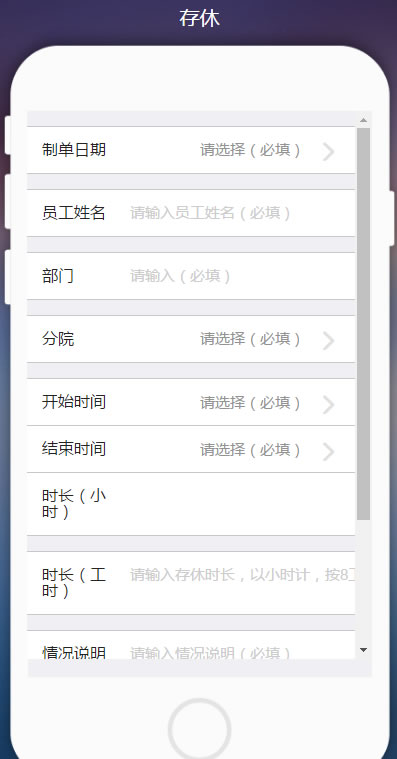 存休
制单日期 请选择（必填）
员工姓名 请输入员工姓名（必填）
部门 请输入（必填）
分院 请选择（必填）
开始时间 请选择（必填）
结束时间 请选择（必填）
时长（小
时）
时长（工 请输入存休时长，以小时计，按8
时）
情况说明 请输入情况说明（必填）